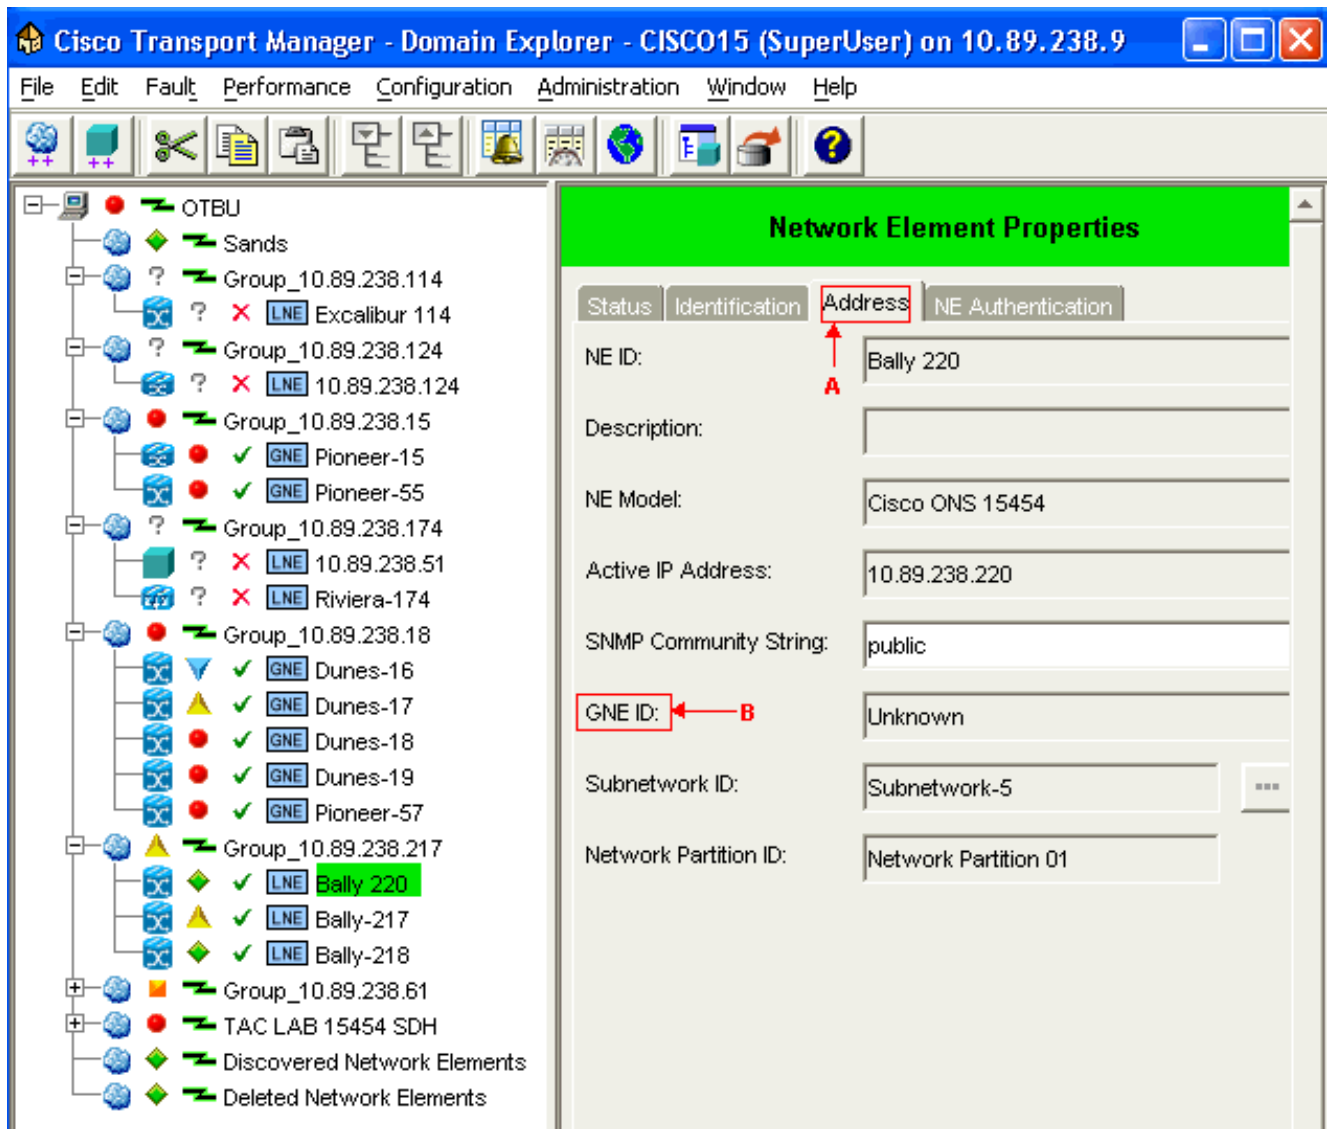 Cisco Transport Manager - Domain Explorer - CISCO15 (SuperUser) on 10.89.238.9
File Edit Fault Performance Configuration Administration Window Help
OTBU
Sands
Group_10.89.238.114
LNE Excalibur 114
Group_10.89.238.124
LNE 10.89.238.124
Group_10.89.238.15
GNE Pioneer-15
GNE Pioneer-55
Group_10.89.238.174
LNE 10.89.238.51
LNE Riviera-174
Group_10.89.238.18
GNE Dunes-16
GNE Dunes-17
GNE Dunes-18
GNE Dunes-19
GNE Pioneer-57
Group_10.89.238.217
LNE Bally 220
LNE Bally-217
LNE Bally-218
Group_10.89.238.61
TAC LAB 15454 SDH
Discovered Network Elements
Deleted Network Elements
Network Element Properties
Status Identification Address NE Authentication
A
NE ID: Bally 220
Description:
NE Model: Cisco ONS 15454
Active IP Address: 10.89.238.220
SNMP Community String: public
GNE ID: B Unknown
Subnetwork ID: Subnetwork-5 ...
Network Partition ID: Network Partition 01